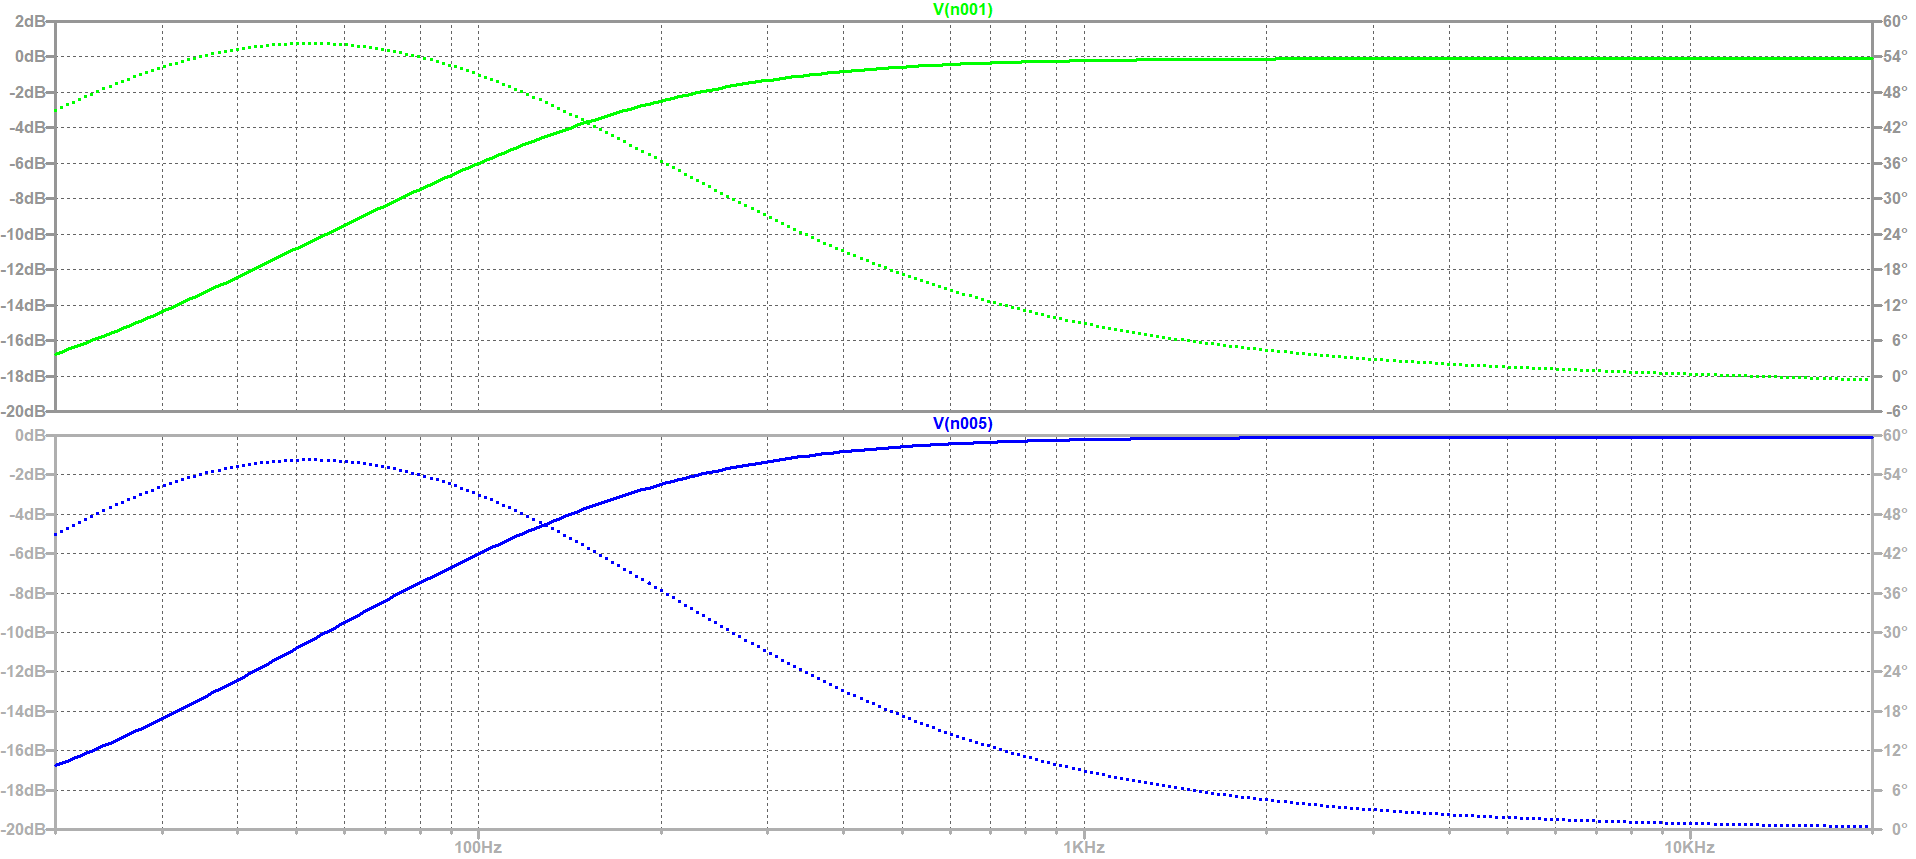 V(n001)
2dB 60°
0dB 54°
-2dB 48°
-4dB 42°
-6dB 36°
-8dB 30°
-10dB 24°
-12dB 18°
-14dB 12°
-16dB 6°
-18dB 0°
-20dB -6°
V(n005)
0dB 60°
-2dB 54°
-4dB 48°
-6dB 42°
-8dB 36°
-10dB 30°
-12dB 24°
-14dB 18°
-16dB 12°
-18dB 6°
-20dB 0°
100Hz 1KHz 10KHz